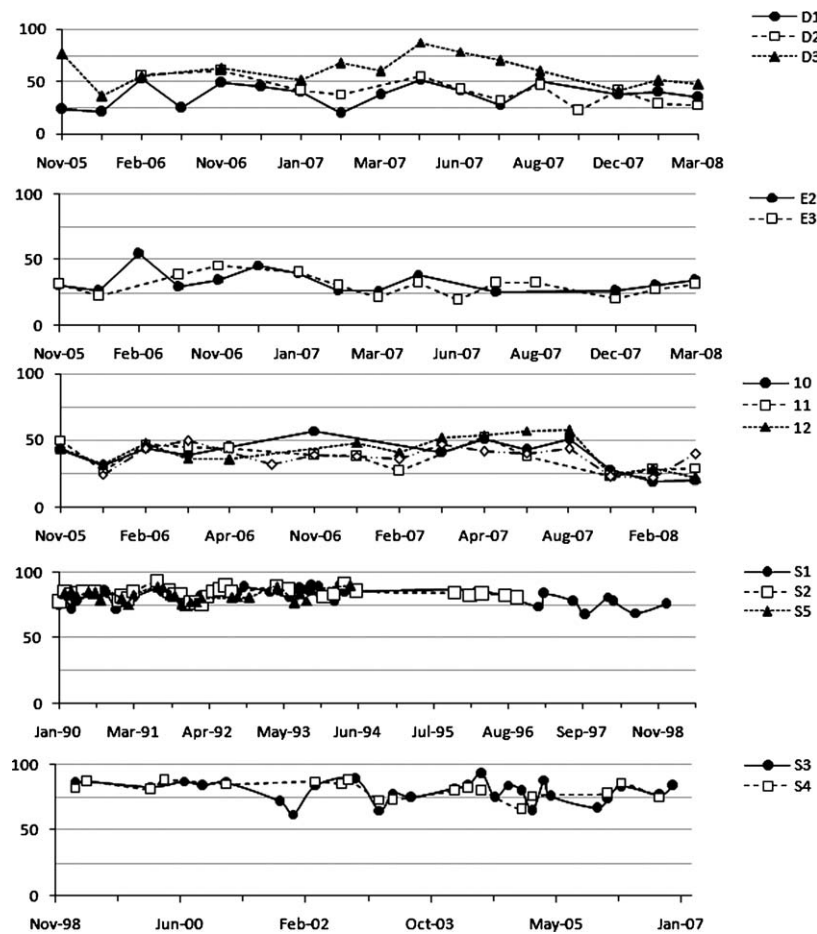 D1
D2
D3
100
50
0
Nov-05 Feb-06 Nov-06 Jan-07 Mar-07 Jun-07 Aug-07 Dec-07 Mar-08
E2
E3
100
50
0
Nov-05 Feb-06 Nov-06 Jan-07 Mar-07 Jun-07 Aug-07 Dec-07 Mar-08
10
11
12
100
50
0
Nov-05 Feb-06 Apr-06 Nov-06 Feb-07 Apr-07 Aug-07 Feb-08
S1
S2
S5
100
50
0
Jan-90 Mar-91 Apr-92 May-93 Jun-94 Jul-95 Aug-96 Sep-97 Nov-98
S3
S4
100
50
0
Nov-98 Jun-00 Feb-02 Oct-03 May-05 Jan-07